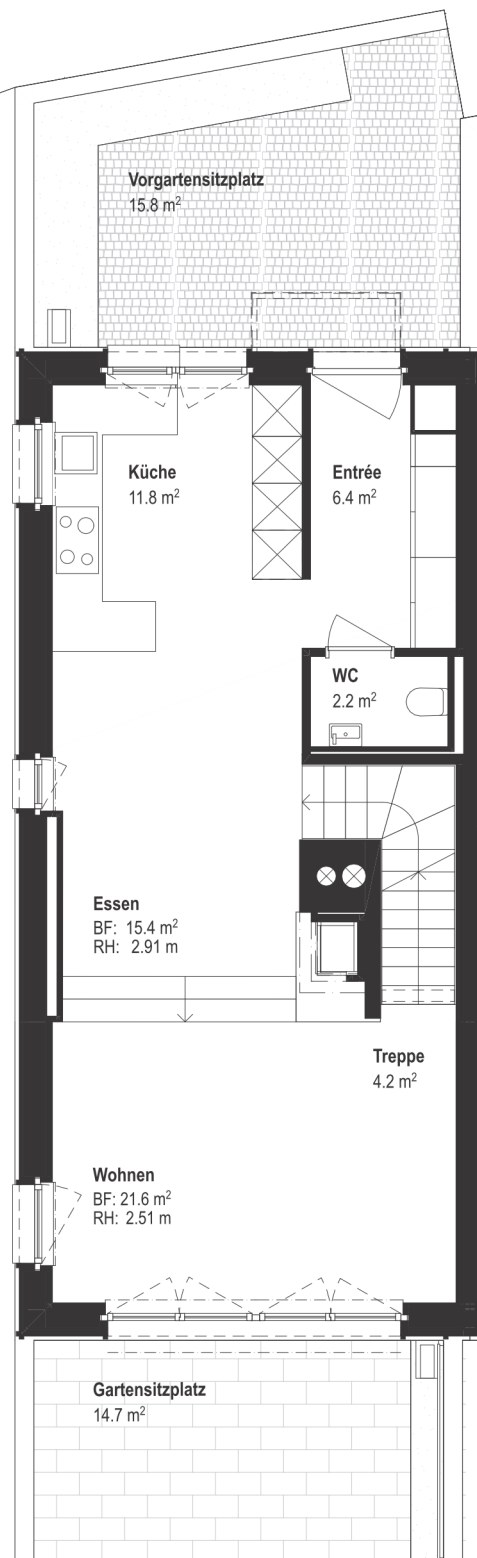 Vorgartensitzplatz
15.8 m²
Küche
11.8 m²
Entrée
6.4 m²
WC
2.2 m²
Essen
BF: 15.4 m²
RH: 2.91 m
Treppe
4.2 m²
Wohnen
BF: 21.6 m²
RH: 2.51 m
Gartensitzplatz
14.7 m²